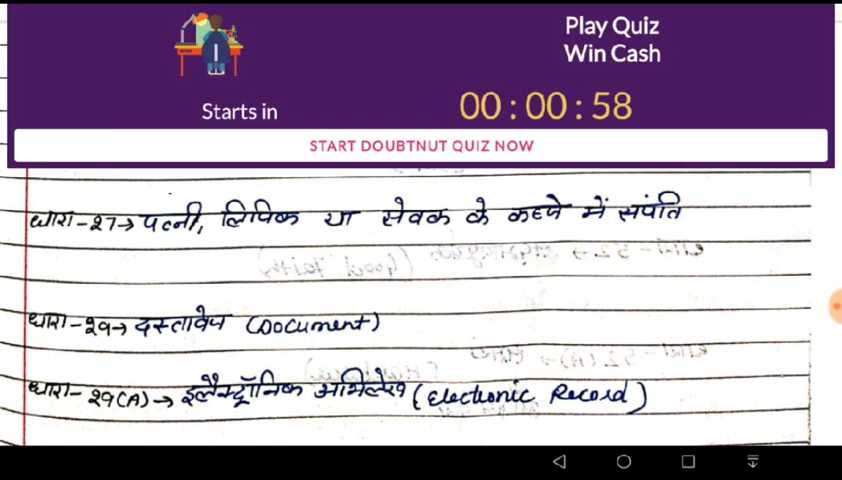 Play Quiz
Win Cash
Starts in
00 : 00 : 58
START DOUBTNUT QUIZ NOW
धारा-27→ पत्नी, लिपिक या सेवक के कब्जे में संपति
धारा-29→ दस्तावेज (Document)
धारा-29(A)→ इलैक्ट्रॉनिक अभिलेख (Electronic Record)